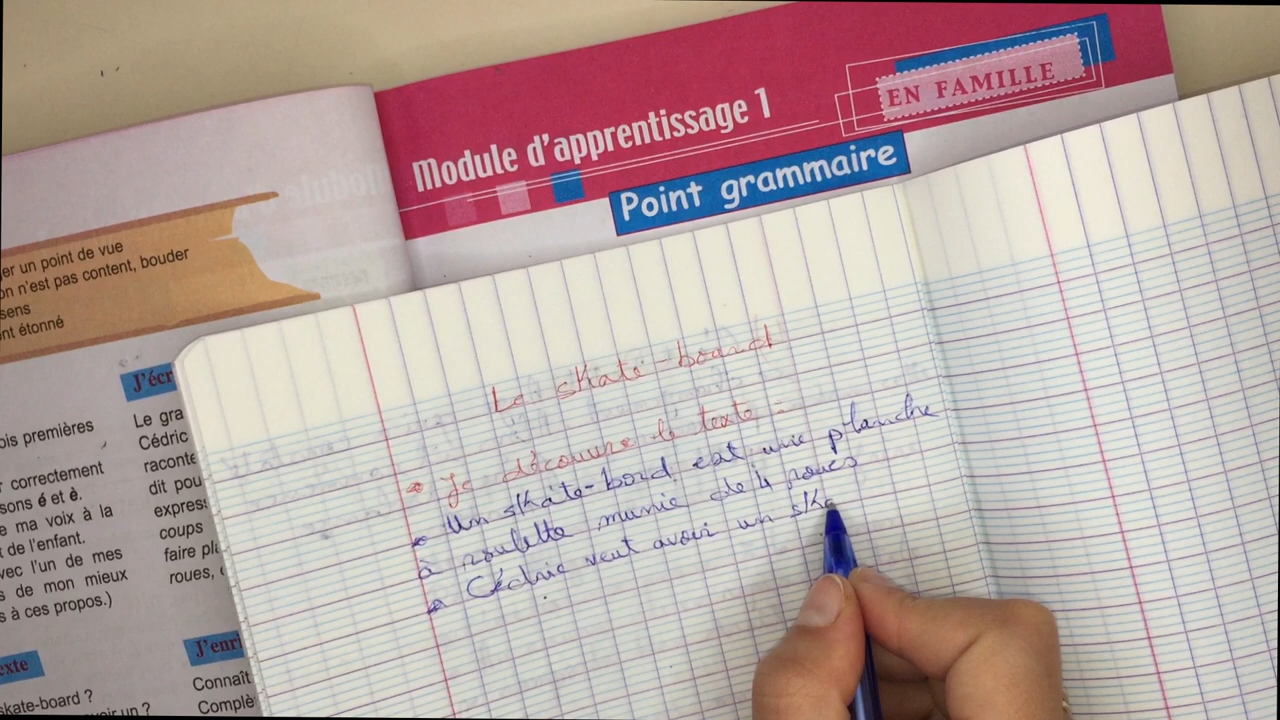 Module d'apprentissage 1
EN FAMILLE
Point grammaire
er un point de vue
on n'est pas content, bouder
sens
nt étonné
ois premières
r correctement
sons é et è.
e ma voix à la
t de l'enfant.
vec l'un de mes
s de mon mieux
s à ces propos.)
exte
skate-board ?
voir un ?
J'écr
Le gra
Cédric
raconte
dit pou
express
coups
faire pla
roues,
J'enri
Connaît
Complè
Le skate-board
Je découvre le texte :
Un skate-bord est une planche
à roulette munie de 4 roues
Cédric veut avoir un ska